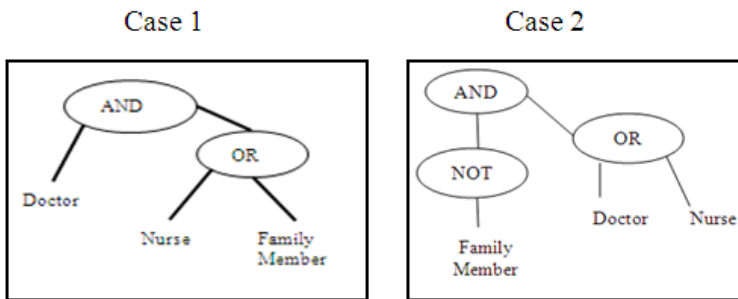 Case 1
Case 2
AND
OR
Doctor
Nurse
Family
Member
AND
OR
NOT
Doctor
Nurse
Family
Member